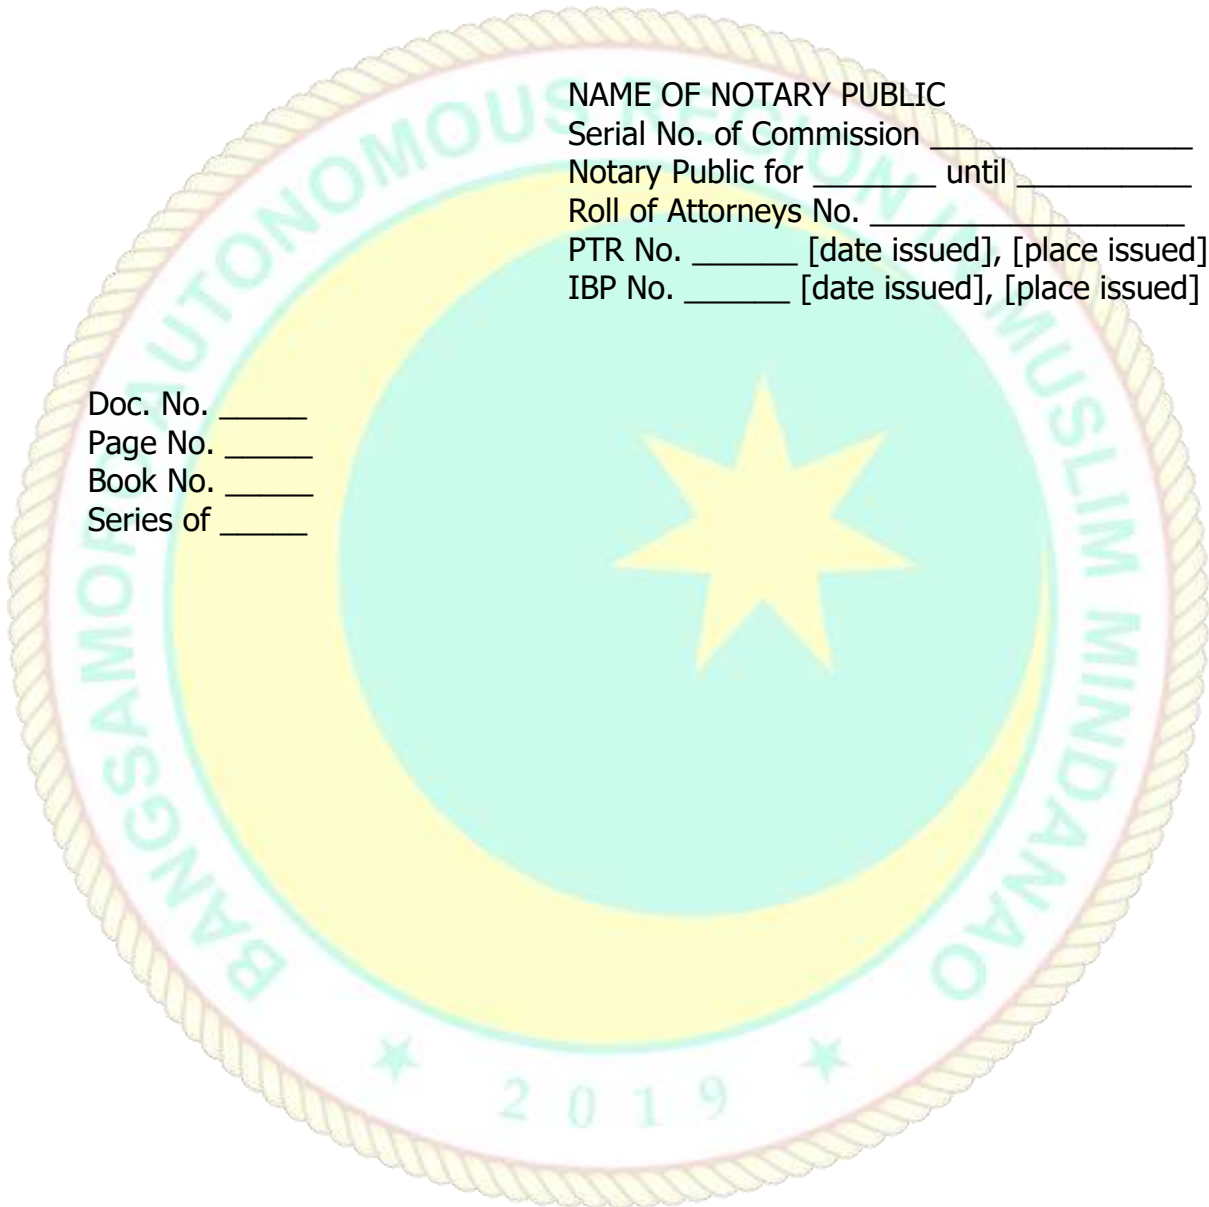 NAME OF NOTARY PUBLIC
Serial No. of Commission _______________
Notary Public for _______ until __________
Roll of Attorneys No. __________________
PTR No. ______ [date issued], [place issued]
IBP No. ______ [date issued], [place issued]
Doc. No. _____
Page No. _____
Book No. _____
Series of _____
BANGSAMORO AUTONOMOUS REGION IN MUSLIM MINDANAO
2019